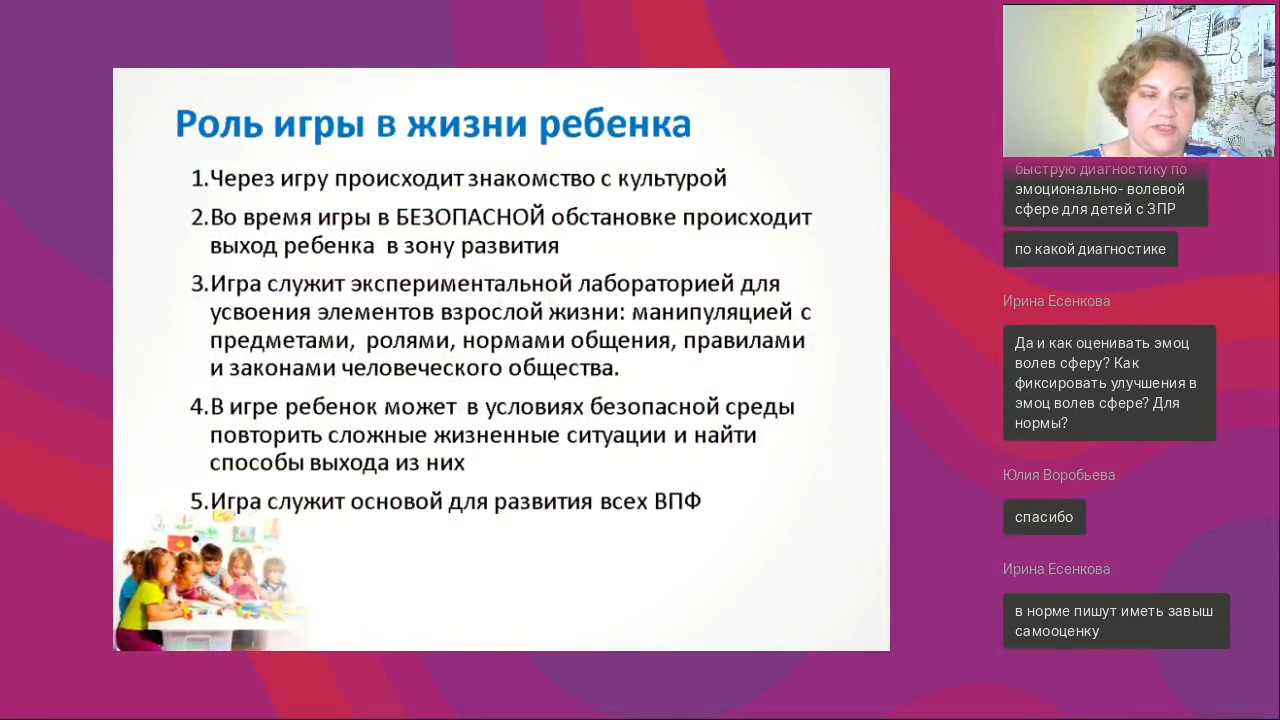 Роль игры в жизни ребенка
1.Через игру происходит знакомство с культурой
2.Во время игры в БЕЗОПАСНОЙ обстановке происходит
выход ребенка в зону развития
3.Игра служит экспериментальной лабораторией для
усвоения элементов взрослой жизни: манипуляцией с
предметами, ролями, нормами общения, правилами
и законами человеческого общества.
4.В игре ребенок может в условиях безопасной среды
повторить сложные жизненные ситуации и найти
способы выхода из них
5.Игра служит основой для развития всех ВПФ
быструю диагностику по
эмоционально- волевой
сфере для детей с ЗПР
по какой диагностике
Ирина Есенкова
Да и как оценивать эмоц
волев сферу? Как
фиксировать улучшения в
эмоц волев сфере? Для
нормы?
Юлия Воробьева
спасибо
Ирина Есенкова
в норме пишут иметь завыш
самооценку